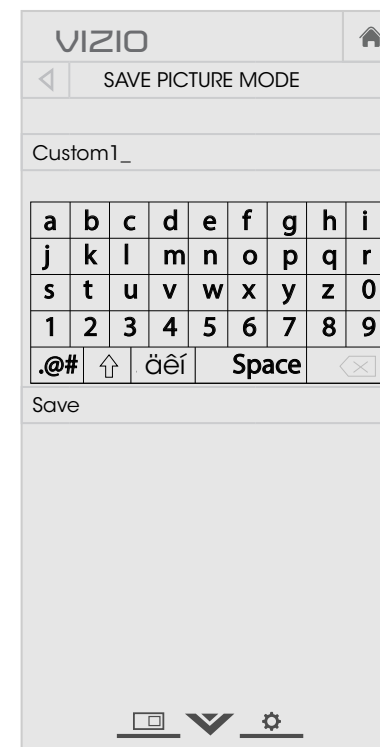 VIZIO
SAVE PICTURE MODE
Custom1_
a b c d e f g h i
j k l m n o p q r
s t u v w x y z 0
1 2 3 4 5 6 7 8 9
.@# äêí Space
Save